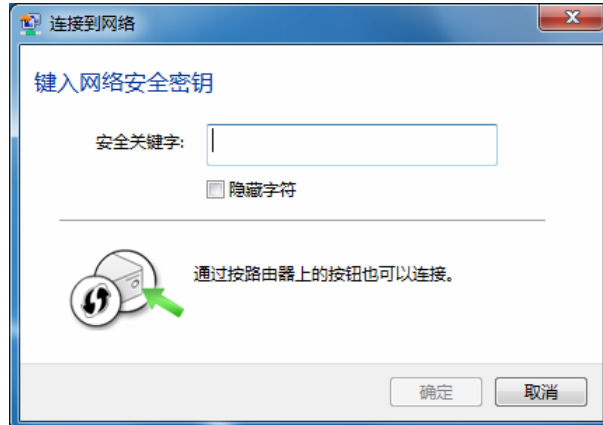 连接到网络
键入网络安全密钥
安全关键字:
隐藏字符
通过按路由器上的按钮也可以连接。
确定 取消